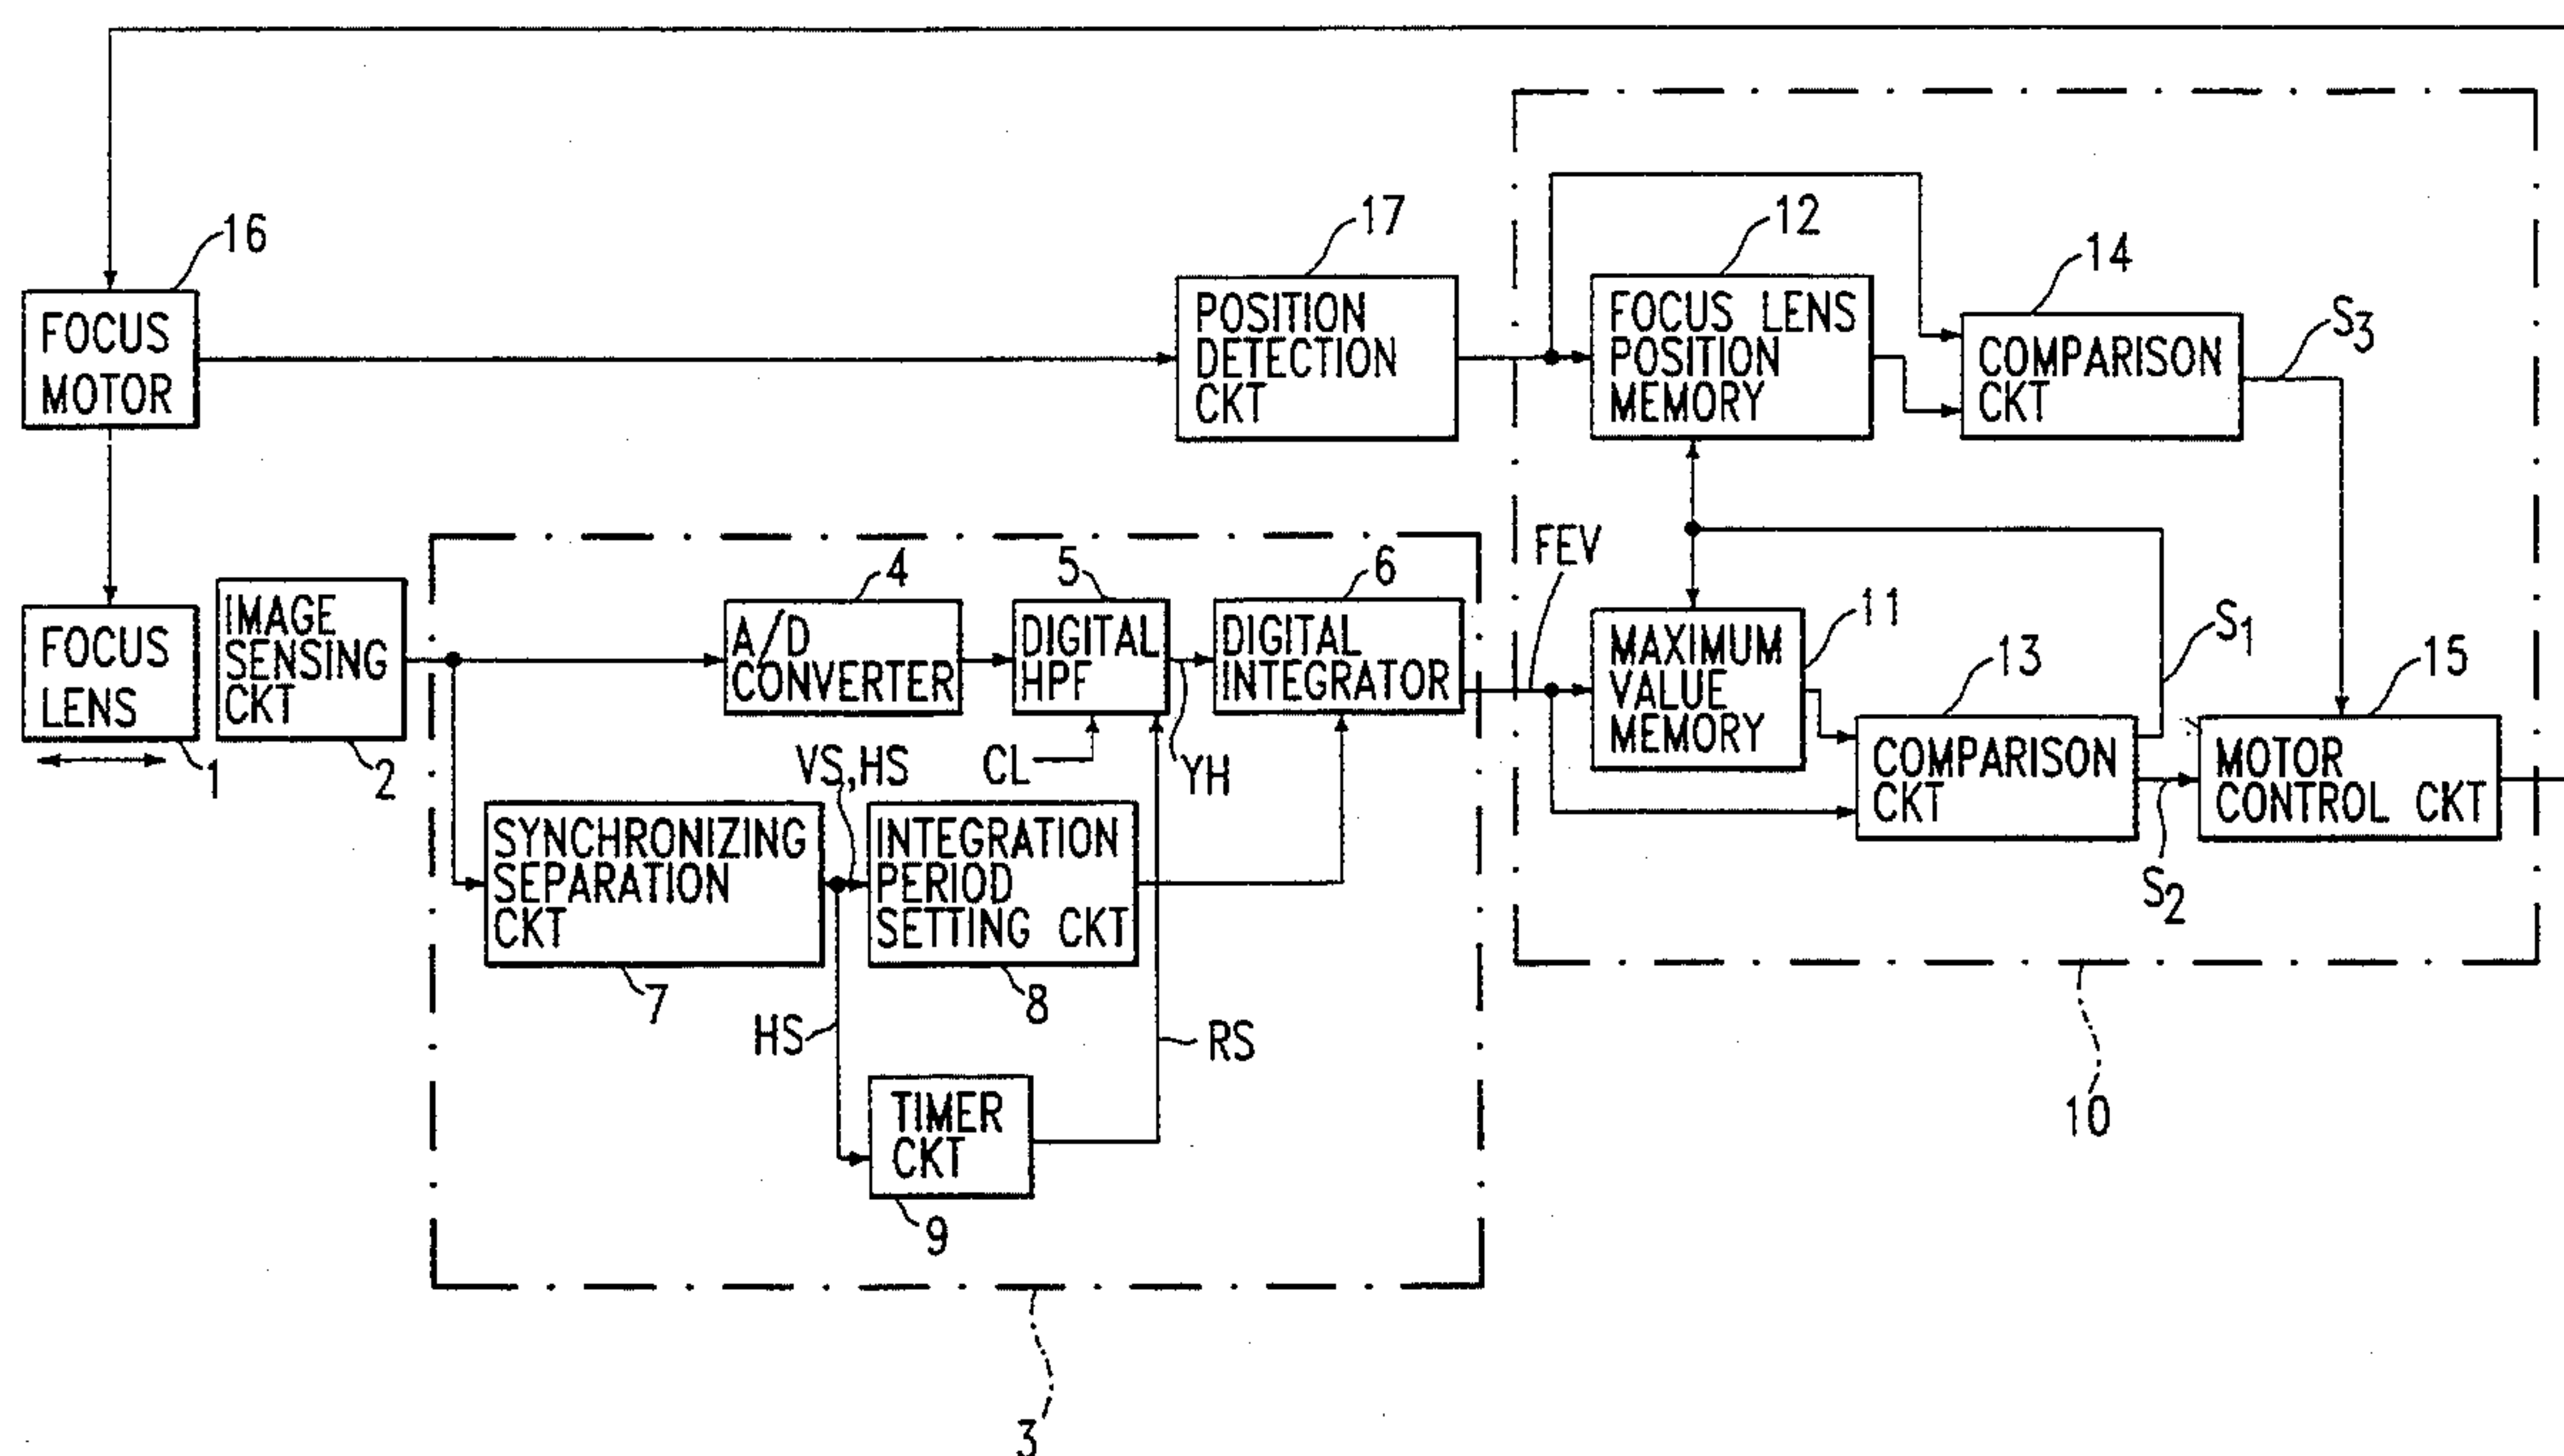 16
FOCUS
MOTOR
17
POSITION
DETECTION
CKT
12
FOCUS LENS
POSITION
MEMORY
14
COMPARISON
CKT
S3
FOCUS
LENS
1
IMAGE
SENSING
CKT
2
4
A/D
CONVERTER
5
DIGITAL
HPF
6
DIGITAL
INTEGRATOR
CL
YH
FEV
MAXIMUM
VALUE
MEMORY
11
13
COMPARISON
CKT
S1
S2
15
MOTOR
CONTROL CKT
SYNCHRONIZING
SEPARATION
CKT
7
VS,HS
INTEGRATION
PERIOD
SETTING CKT
8
HS
RS
TIMER
CKT
9
10
3